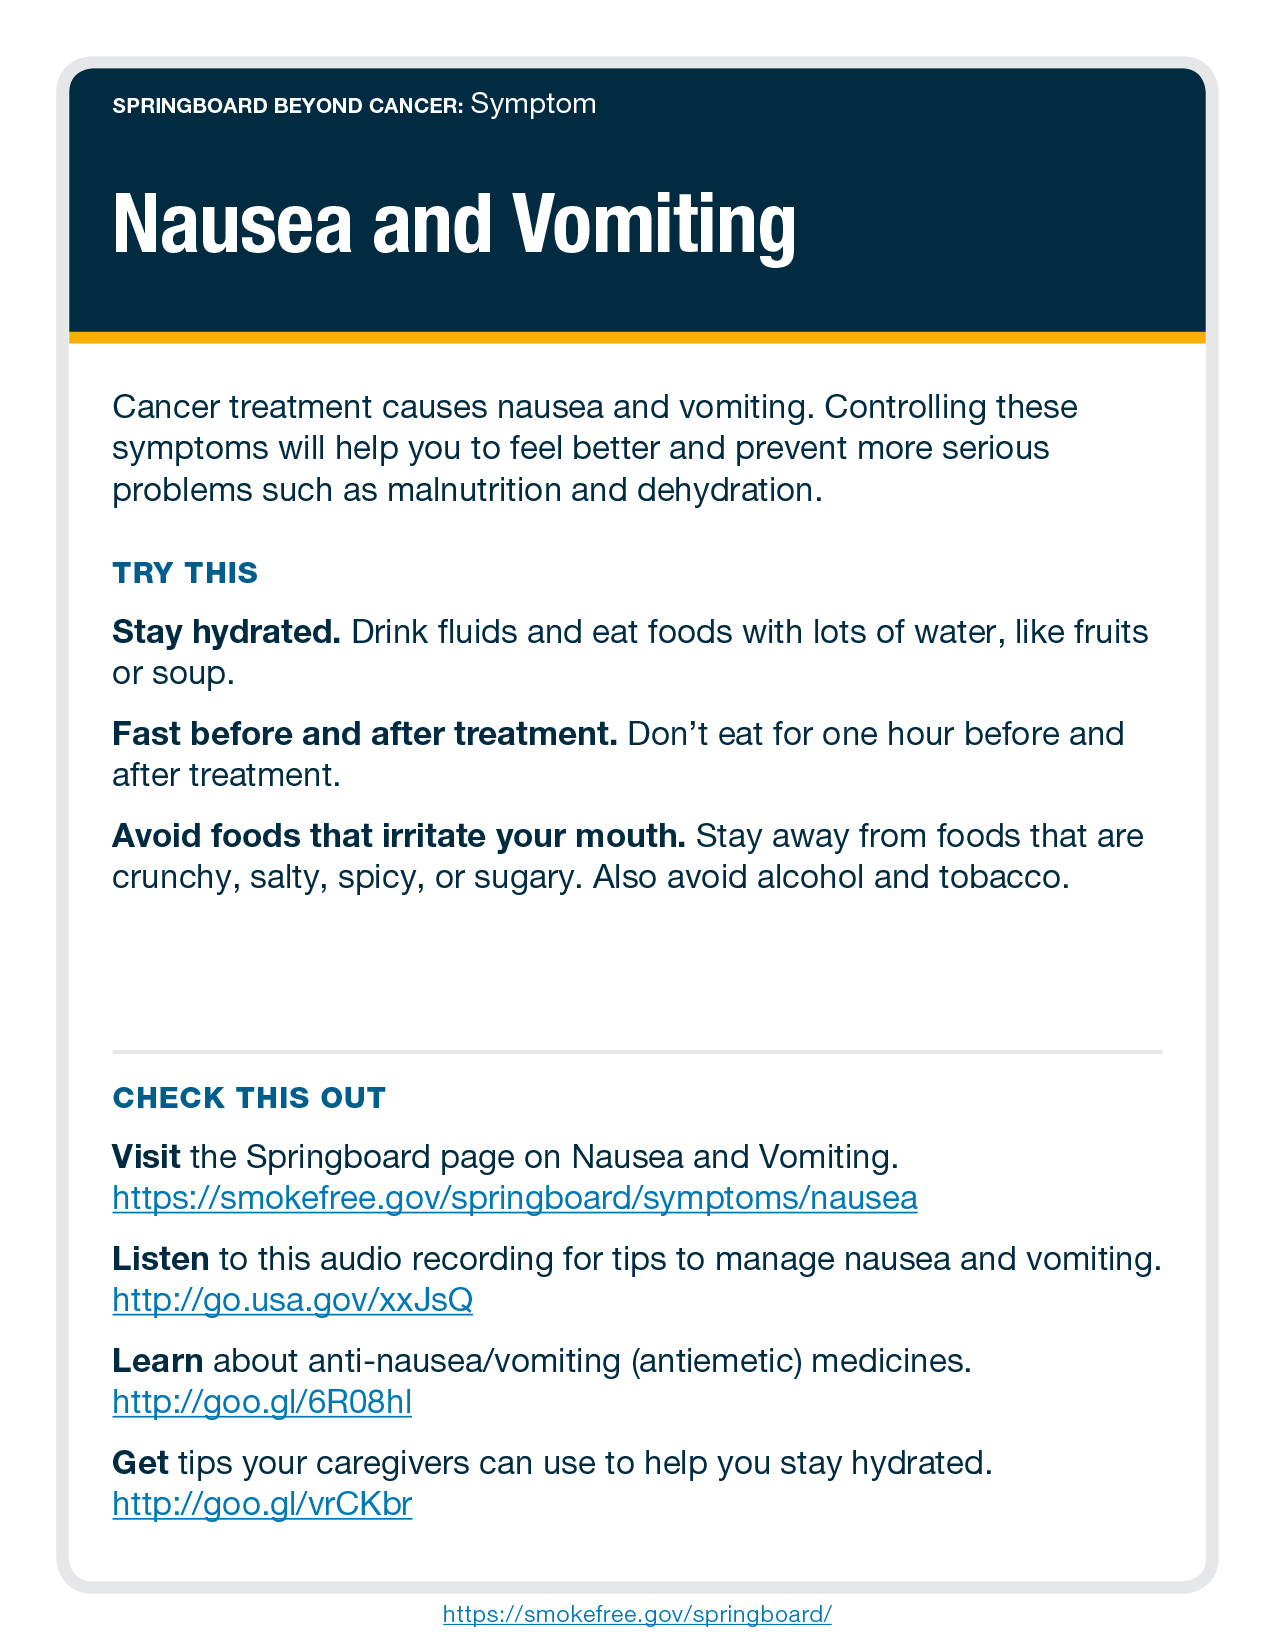 SPRINGBOARD BEYOND CANCER: Symptom
Nausea and Vomiting
Cancer treatment causes nausea and vomiting. Controlling these
symptoms will help you to feel better and prevent more serious
problems such as malnutrition and dehydration.
TRY THIS
Stay hydrated. Drink fluids and eat foods with lots of water, like fruits
or soup.
Fast before and after treatment. Don’t eat for one hour before and
after treatment.
Avoid foods that irritate your mouth. Stay away from foods that are
crunchy, salty, spicy, or sugary. Also avoid alcohol and tobacco.
CHECK THIS OUT
Visit the Springboard page on Nausea and Vomiting.
https://smokefree.gov/springboard/symptoms/nausea
Listen to this audio recording for tips to manage nausea and vomiting.
http://go.usa.gov/xxJsQ
Learn about anti-nausea/vomiting (antiemetic) medicines.
http://goo.gl/6R08hl
Get tips your caregivers can use to help you stay hydrated.
http://goo.gl/vrCKbr
https://smokefree.gov/springboard/